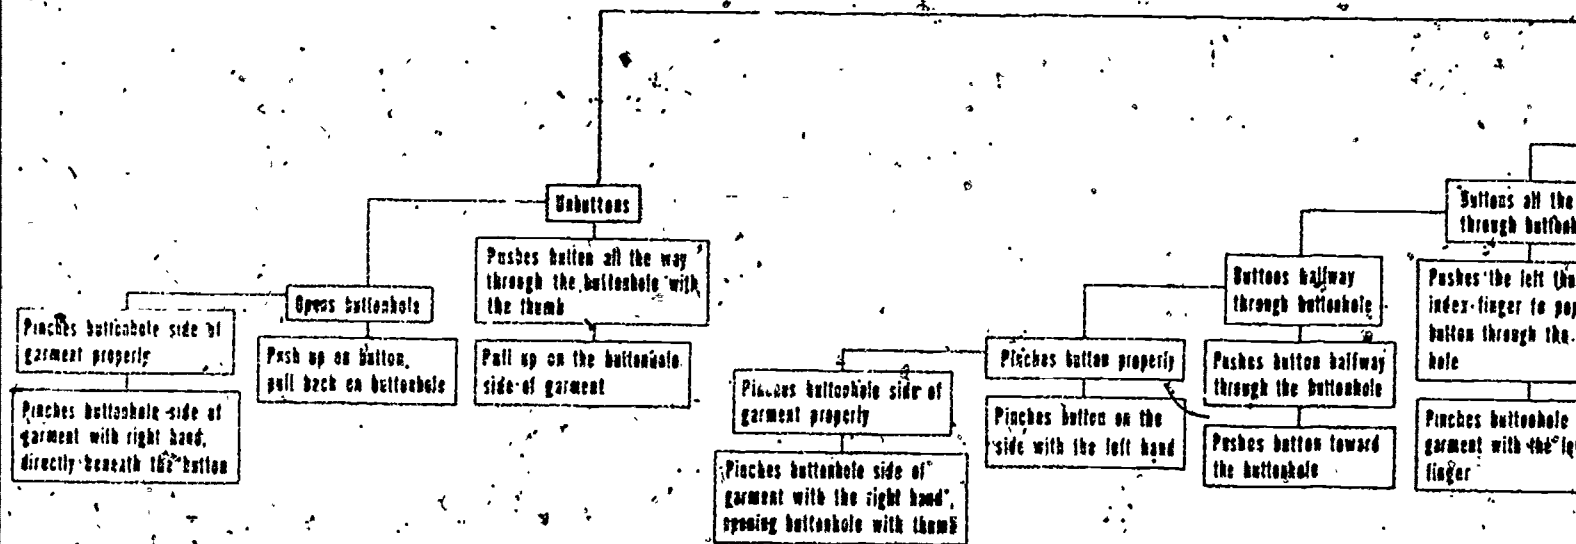 Unbuttons
Pushes button all the way
through the buttonhole with
the thumb
Pull up on the buttonhole
side of garment
Opens buttonhole
Push up on button,
pull back on buttonhole
Pinches buttonhole side of
garment properly
Pinches buttonhole side of
garment with right hand,
directly beneath the button
Buttons all the
through
Pushes the left
index finger to
button through the
hole
Pinches buttonhole
garment with the
finger
Buttons halfway
through buttonhole
Pushes button halfway
through the buttonhole
Pushes button toward
the buttonhole
Pinches button properly
Pinches button on the
side with the left hand
Pinches buttonhole side of
garment properly
Pinches buttonhole side of
garment with the right hand,
opening buttonhole with thumb